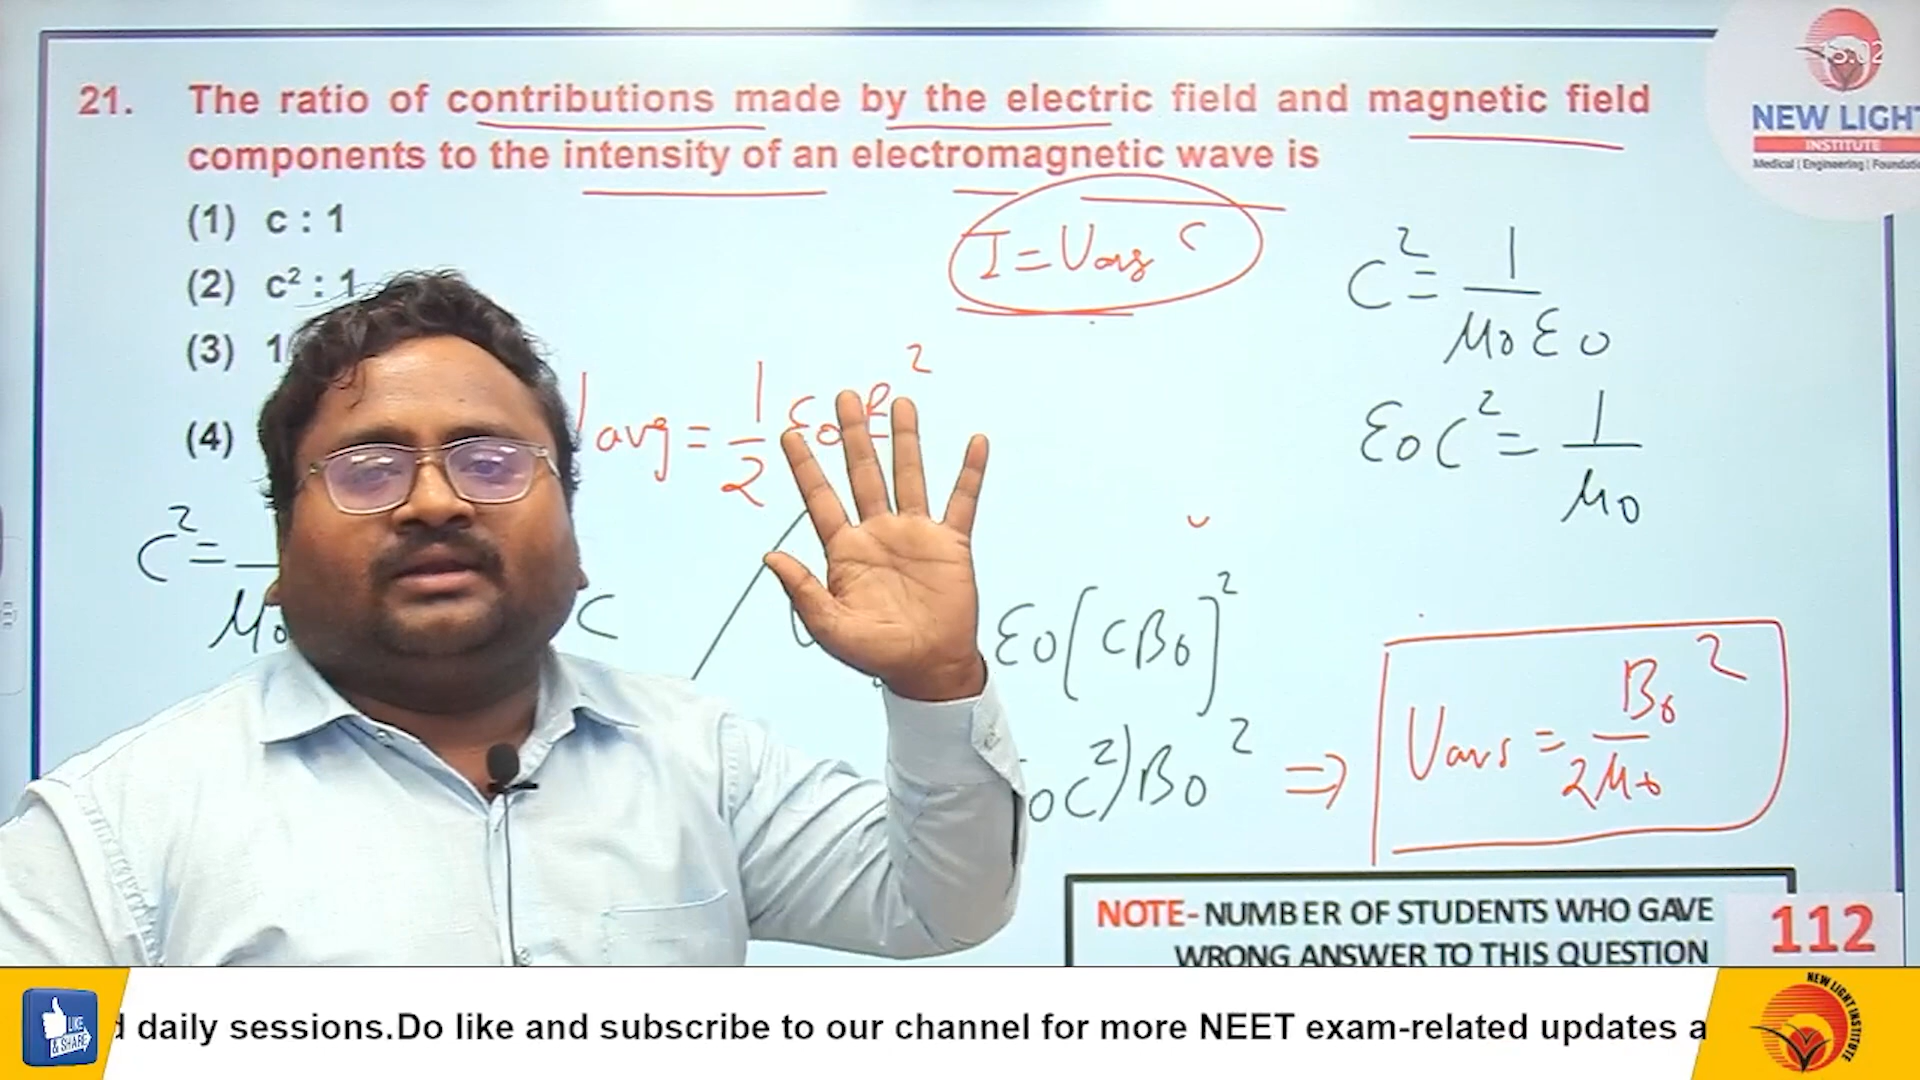 21. The ratio of contributions made by the electric field and magnetic field
components to the intensity of an electromagnetic wave is
(1) c : 1
(2) c² : 1
(3) 1
(4)
I = Uavg C
avg = 1/2 ε0 E²
C² = 1/μ0ε0
ε0C² = 1/μ0
C² =
μ0
C
ε0[CB0]²
0C²)B0² ⇒ Uavg = B0²/2μ0
NOTE- NUMBER OF STUDENTS WHO GAVE
WRONG ANSWER TO THIS QUESTION
112
NEW LIGHT
INSTITUTE
Medical | Engineering | Foundatio
LIKE
& SHARE
d daily sessions.Do like and subscribe to our channel for more NEET exam-related updates a
NEW LIGHT INSTITUTE